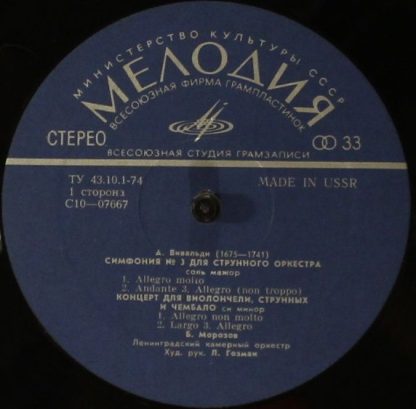 МИНИСТЕРСТВО КУЛЬТУРЫ СССР
МЕЛОДИЯ
ВСЕСОЮЗНАЯ ФИРМА ГРАМПЛАСТИНОК
СТЕРЕО 33
ВСЕСОЮЗНАЯ СТУДИЯ ГРАМЗАПИСИ
ТУ 43.10.1-74 MADE IN USSR
1 сторона
С10—07667
А. Вивальди (1675—1741)
СИМФОНИЯ № 3 ДЛЯ СТРУННОГО ОРКЕСТРА
соль мажор
1. Allegro molto
2. Andante 3. Allegro (non troppo)
КОНЦЕРТ ДЛЯ ВИОЛОНЧЕЛИ, СТРУННЫХ
И ЧЕМБАЛО си минор
1. Allegro non molto
2. Largo 3. Allegro
Б. Морозов
Ленинградский камерный оркестр
Худ. рук. Л. Гозман